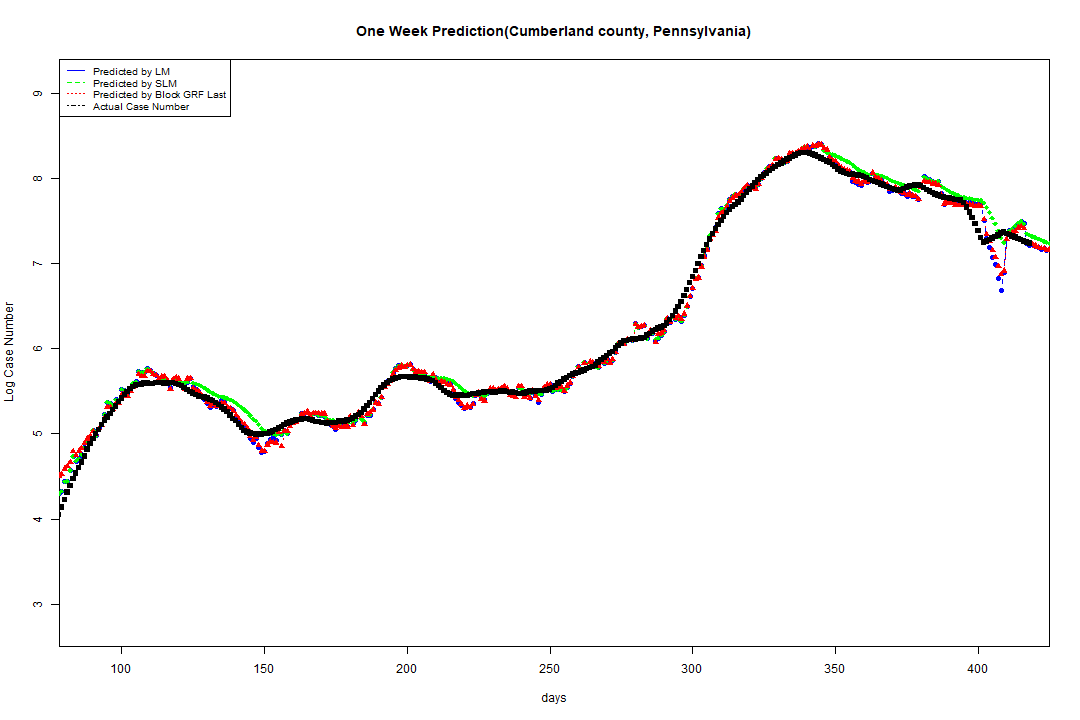 One Week Prediction(Cumberland county, Pennsylvania)
Predicted by LM
Predicted by SLM
Predicted by Block GRF Last
Actual Case Number
9
8
7
6
5
4
3
Log Case Number
100 150 200 250 300 350 400
days